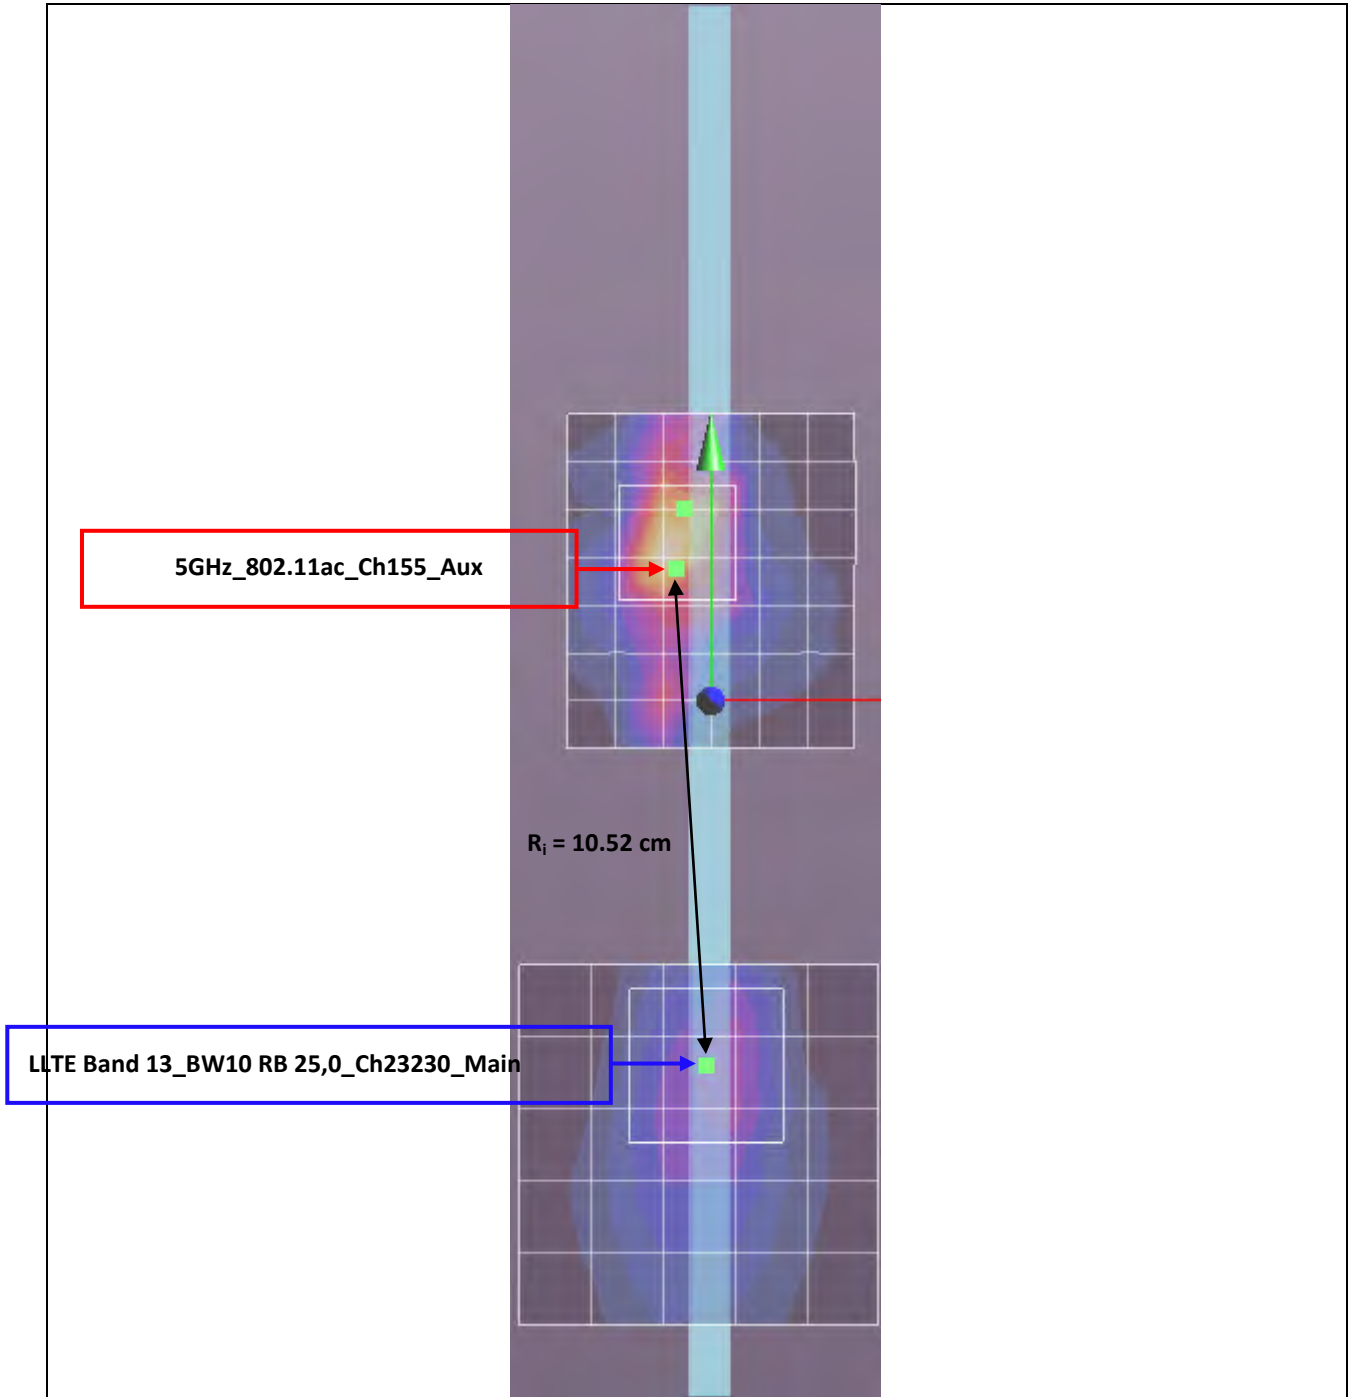 5GHz_802.11ac_Ch155_Aux
Ri = 10.52 cm
LLTE Band 13_BW10 RB 25,0_Ch23230_Main